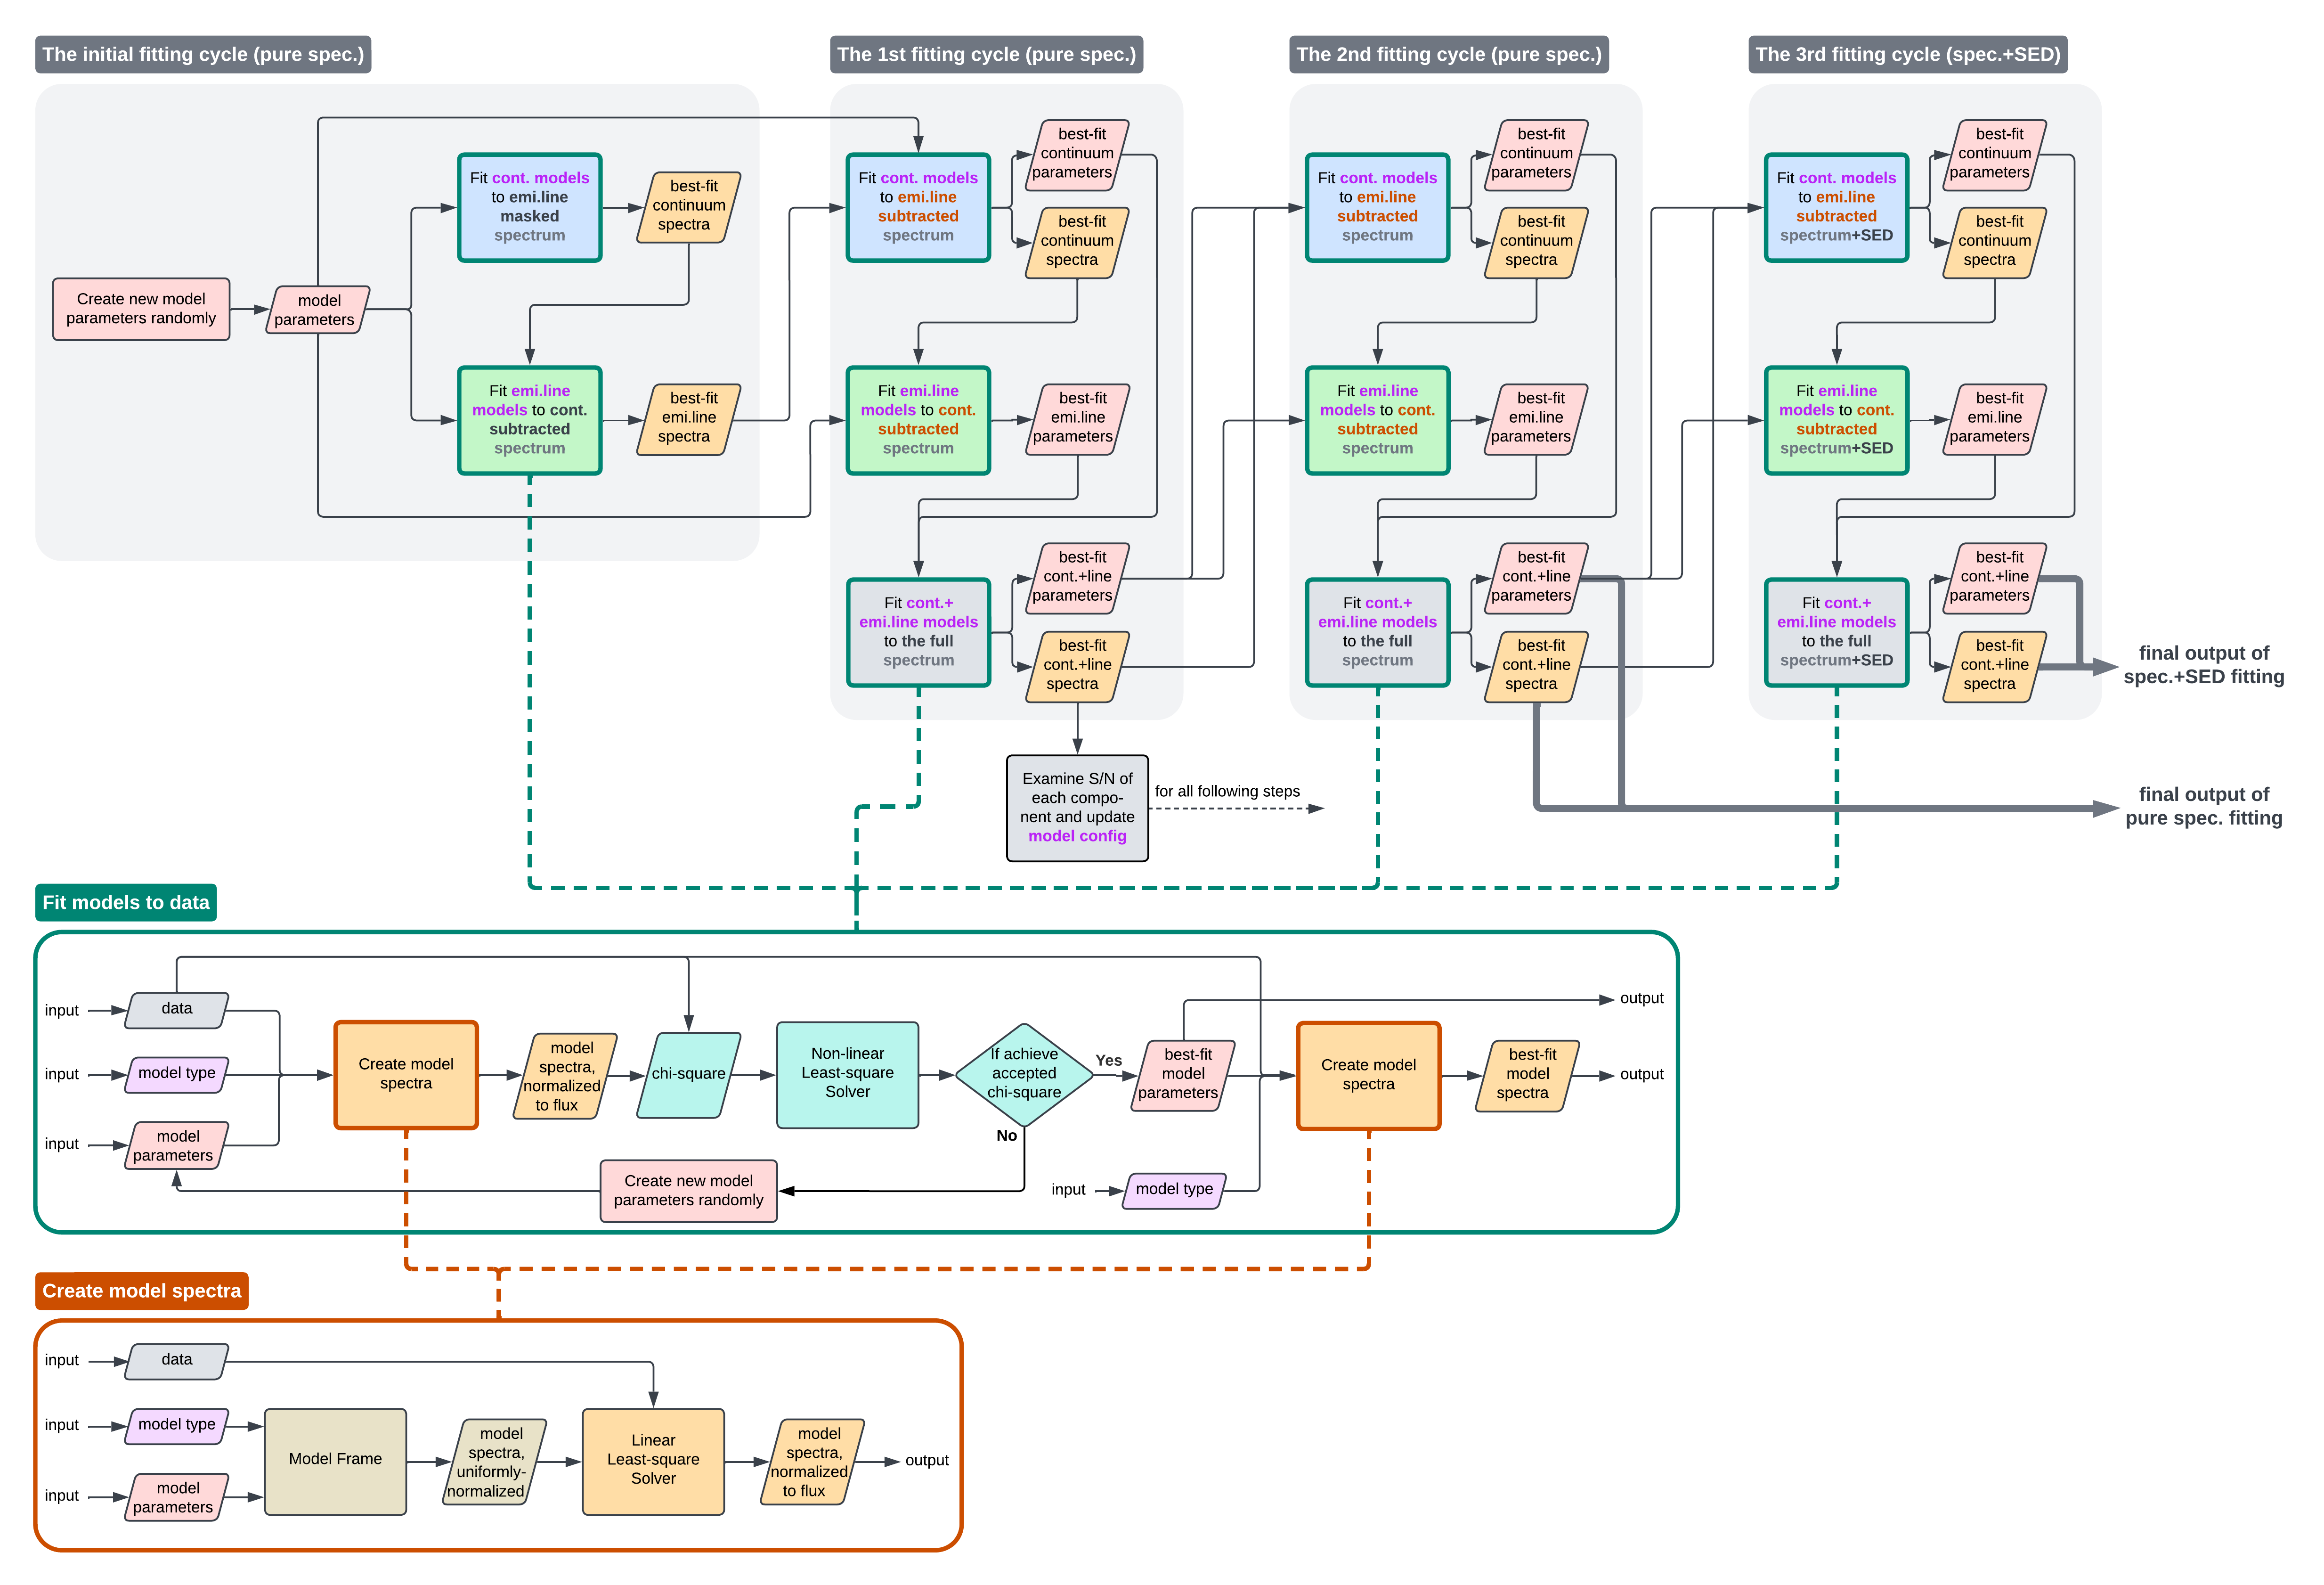 The initial fitting cycle (pure spec.)
The 1st fitting cycle (pure spec.)
The 2nd fitting cycle (pure spec.)
The 3rd fitting cycle (spec.+SED)
Create new model
parameters randomly
model
parameters
Fit cont. models
to emi.line
masked
spectrum
best-fit
continuum
spectra
Fit emi.line
models to cont.
subtracted
spectrum
best-fit
emi.line
spectra
Fit cont. models
to emi.line
subtracted
spectrum
best-fit
continuum
parameters
best-fit
continuum
spectra
Fit emi.line
models to cont.
subtracted
spectrum
best-fit
emi.line
parameters
Fit cont.+
emi.line models
to the full
spectrum
best-fit
cont.+line
parameters
best-fit
cont.+line
spectra
Examine S/N of
each compo-
nent and update
model config
for all following steps
Fit cont. models
to emi.line
subtracted
spectrum
best-fit
continuum
parameters
best-fit
continuum
spectra
Fit emi.line
models to cont.
subtracted
spectrum
best-fit
emi.line
parameters
Fit cont.+
emi.line models
to the full
spectrum
best-fit
cont.+line
parameters
best-fit
cont.+line
spectra
Fit cont. models
to emi.line
subtracted
spectrum+SED
best-fit
continuum
parameters
best-fit
continuum
spectra
Fit emi.line
models to cont.
subtracted
spectrum+SED
best-fit
emi.line
parameters
Fit cont.+
emi.line models
to the full
spectrum+SED
best-fit
cont.+line
parameters
best-fit
cont.+line
spectra
final output of
spec.+SED fitting
final output of
pure spec. fitting
Fit models to data
input
data
input
model type
input
model
parameters
Create model
spectra
model
spectra,
normalized
to flux
chi-square
Non-linear
Least-square
Solver
If achieve
accepted
chi-square
Yes
No
Create new model
parameters randomly
best-fit
model
parameters
input
model type
Create model
spectra
best-fit
model
spectra
output
output
Create model spectra
input
data
input
model type
input
model
parameters
Model Frame
model
spectra,
uniformly-
normalized
Linear
Least-square
Solver
model
spectra,
normalized
to flux
output